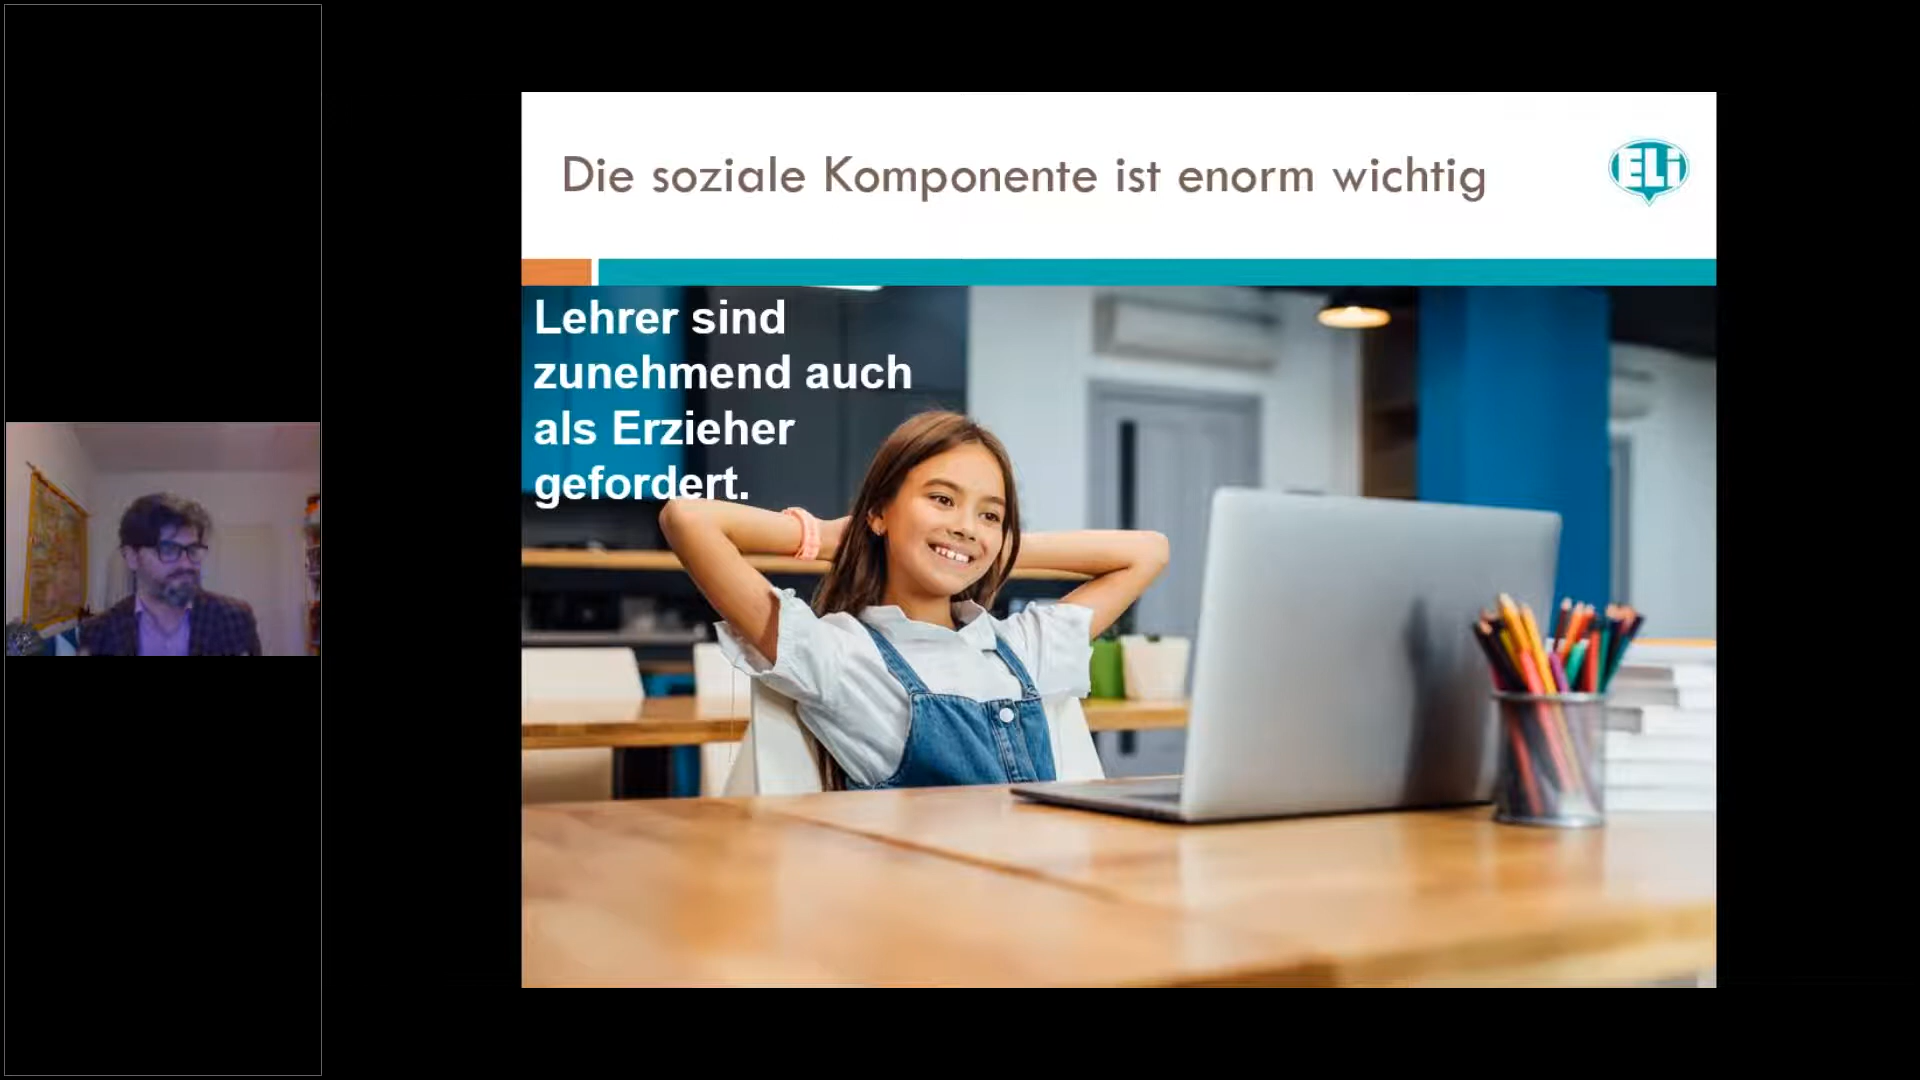 Die soziale Komponente ist enorm wichtig
ELi
Lehrer sind
zunehmend auch
als Erzieher
gefordert.